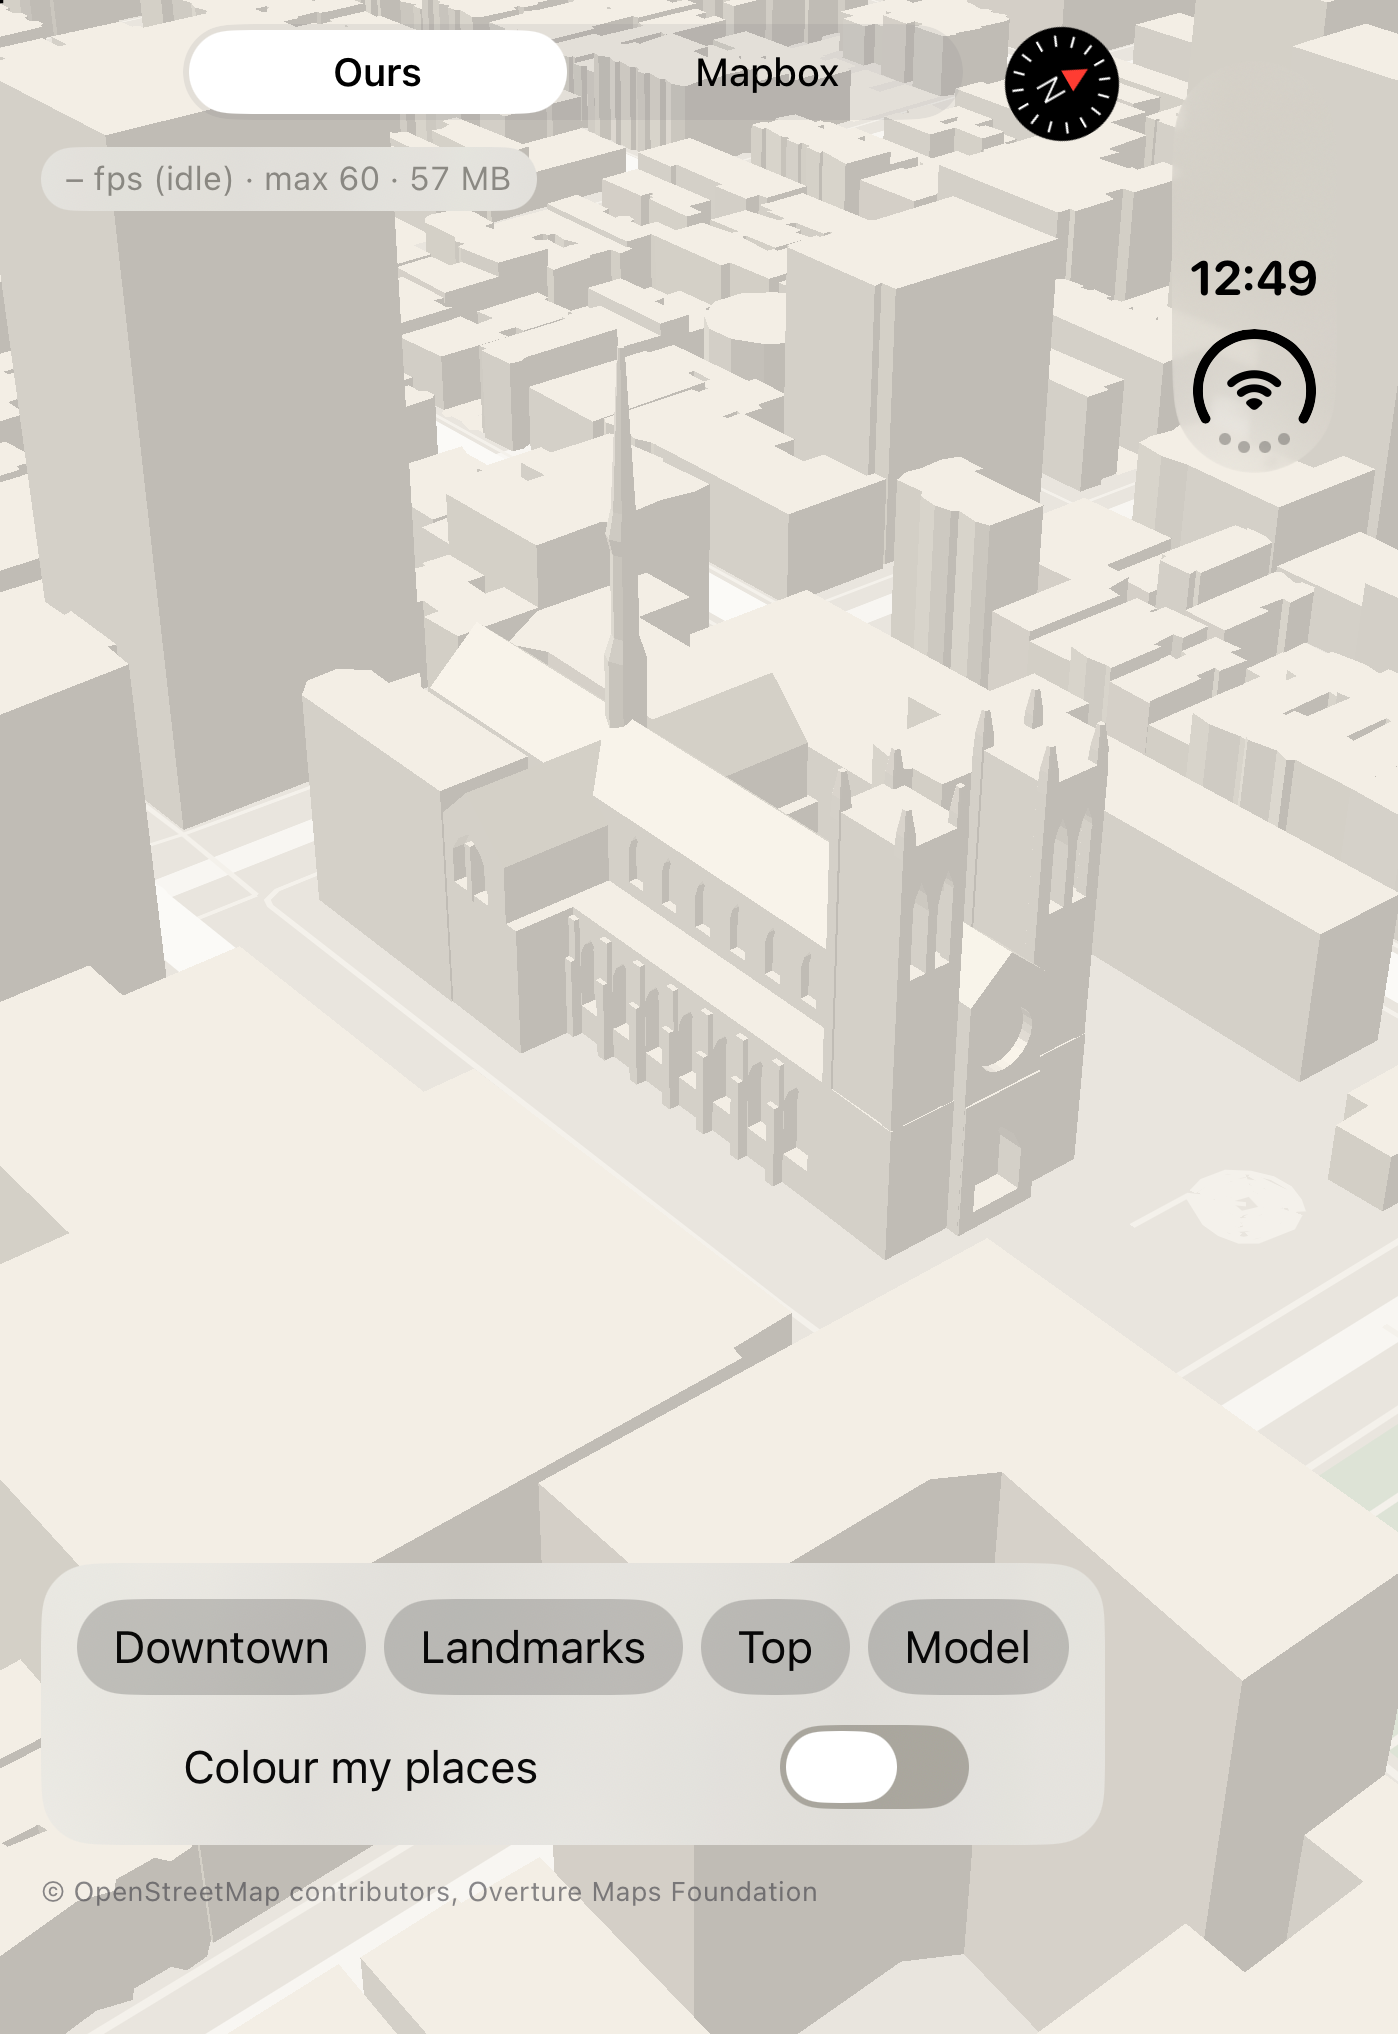 Ours
Mapbox
N
– fps (idle) · max 60 · 57 MB
12:49
Downtown
Landmarks
Top
Model
Colour my places
© OpenStreetMap contributors, Overture Maps Foundation